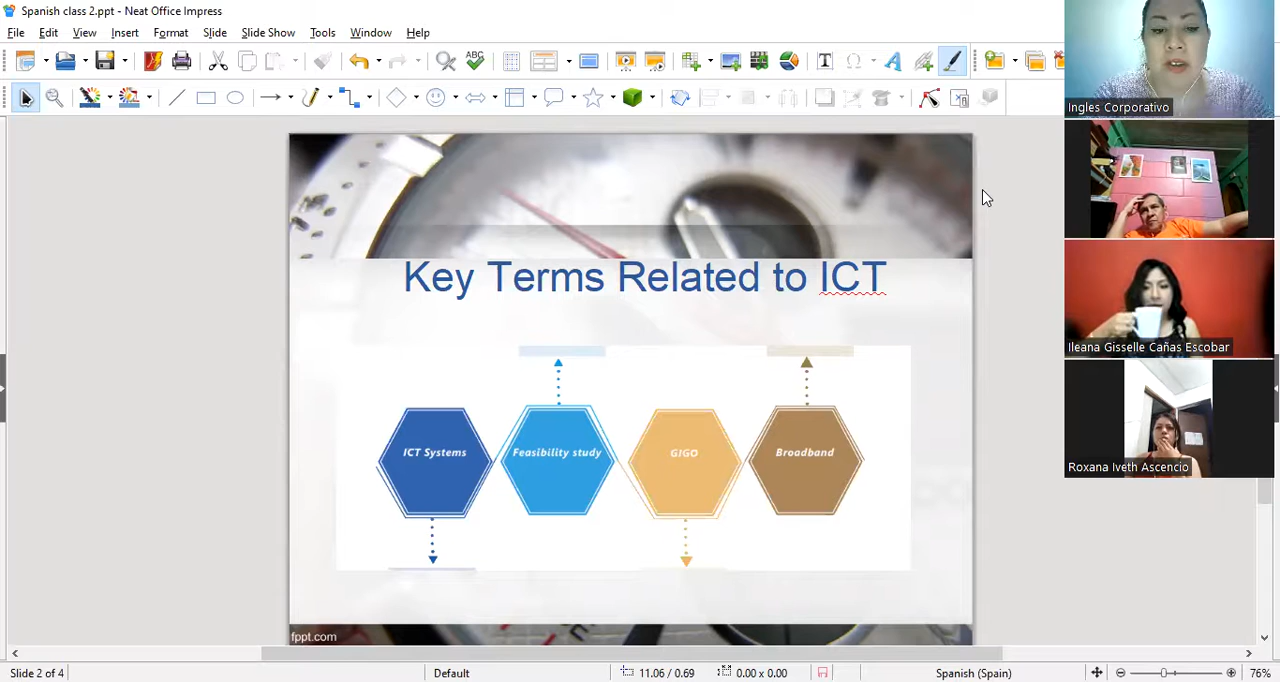 Spanish class 2.ppt - Neat Office Impress
File Edit View Insert Format Slide Slide Show Tools Window Help
ABC
T
Ω
A
Ingles Corporativo
Ileana Gisselle Cañas Escobar
Roxana Iveth Ascencio
Key Terms Related to ICT
ICT Systems Feasibility study GIGO Broadband
fppt.com
Slide 2 of 4 Default 11.06 / 0.69 0.00 x 0.00 Spanish (Spain) 76%